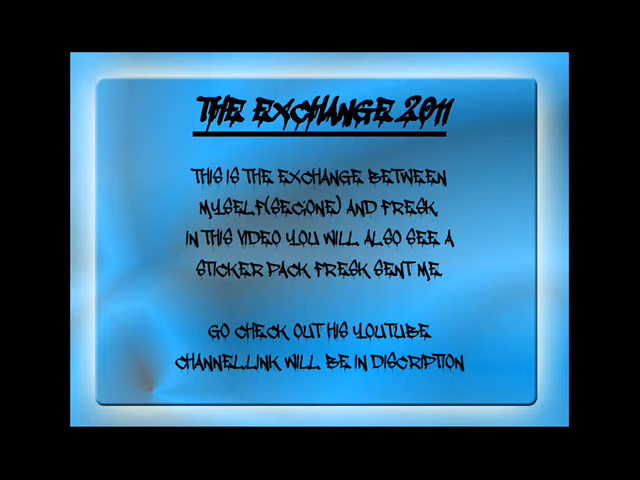 THE EXCHANGE 2011
THIS IS THE EXCHANGE BETWEEN
MYSELF(SECIONE) AND FRESK.
IN THIS VIDEO YOU WILL ALSO SEE A
STICKER PACK FRESK SENT ME
GO CHECK OUT HIS YOUTUBE
CHANNEL.LINK WILL BE IN DISCRIPTION